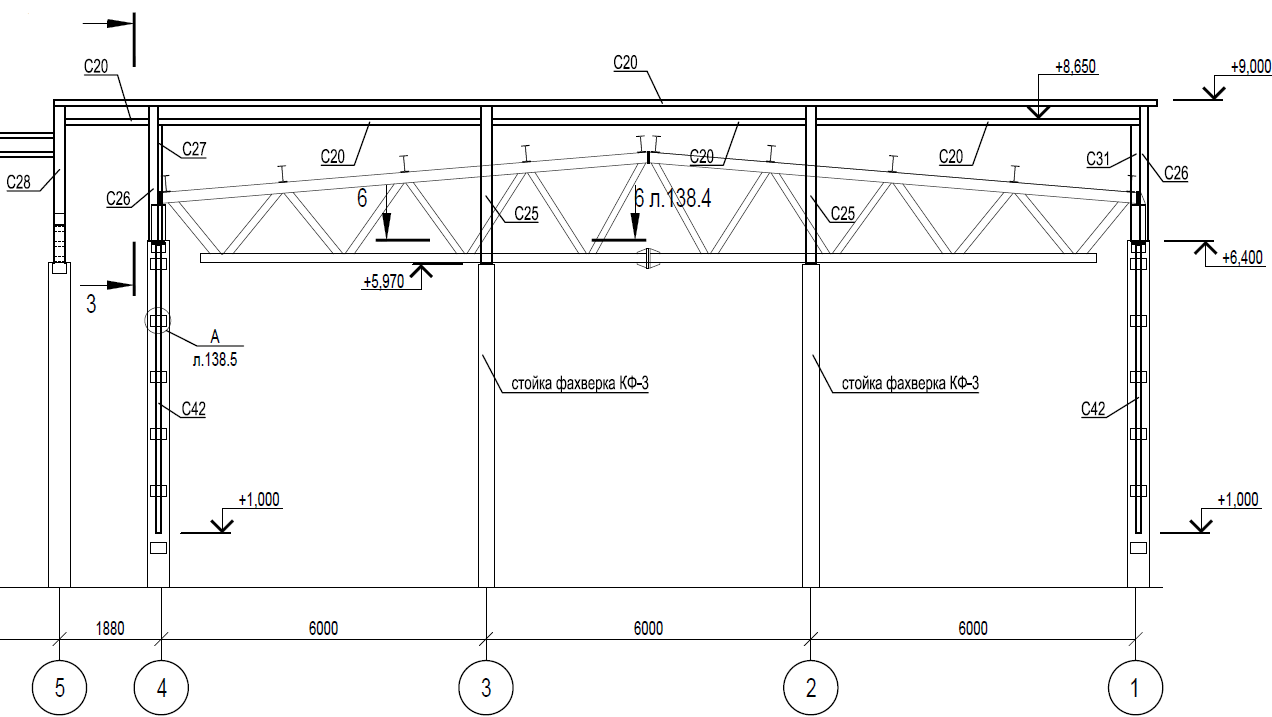 С20
С20
+8,650
+9,000
С27
С20
С20
С20
С31
С26
С28
С26
6
6 л.138.4
С25
С25
+5,970
+6,400
3
А
л.138.5
стойка фахверка КФ-3
стойка фахверка КФ-3
С42
С42
+1,000
+1,000
1880
6000
6000
6000
5
4
3
2
1